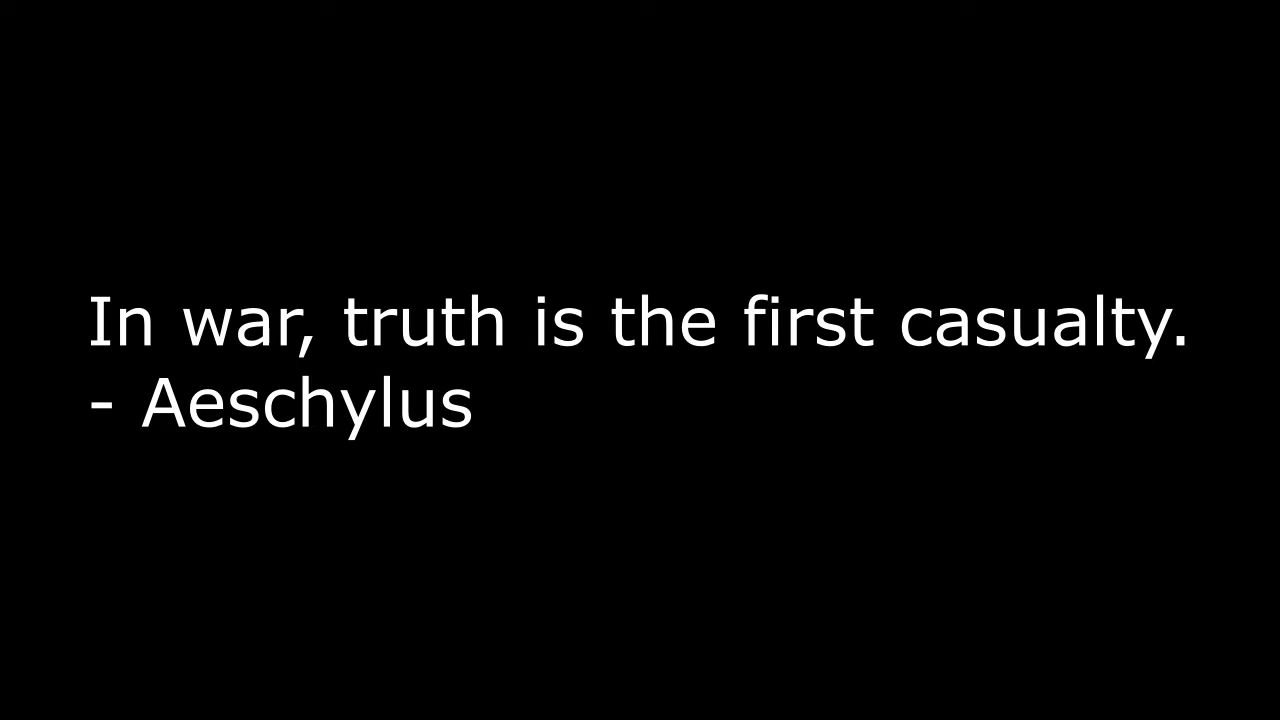 In war, truth is the first casualty.
- Aeschylus